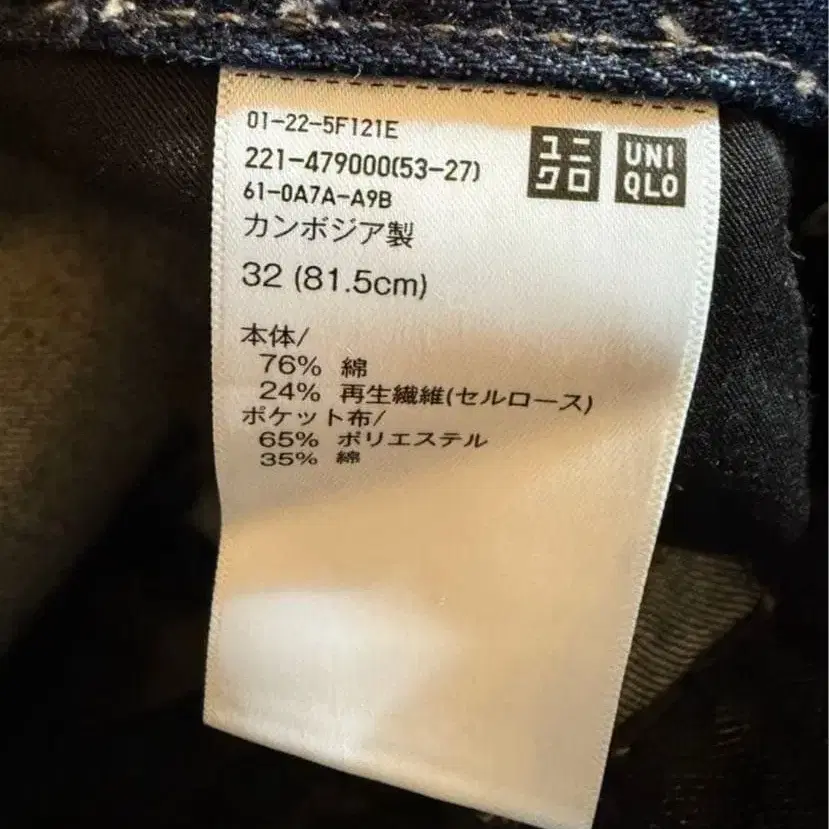 01-22-5F121E
221-479000(53-27)
61-0A7A-A9B
カンボジア製
ユニクロ
UNIQLO
32 (81.5cm)
本体/
76% 綿
24% 再生繊維(セルロース)
ポケット布/
65% ポリエステル
35% 綿